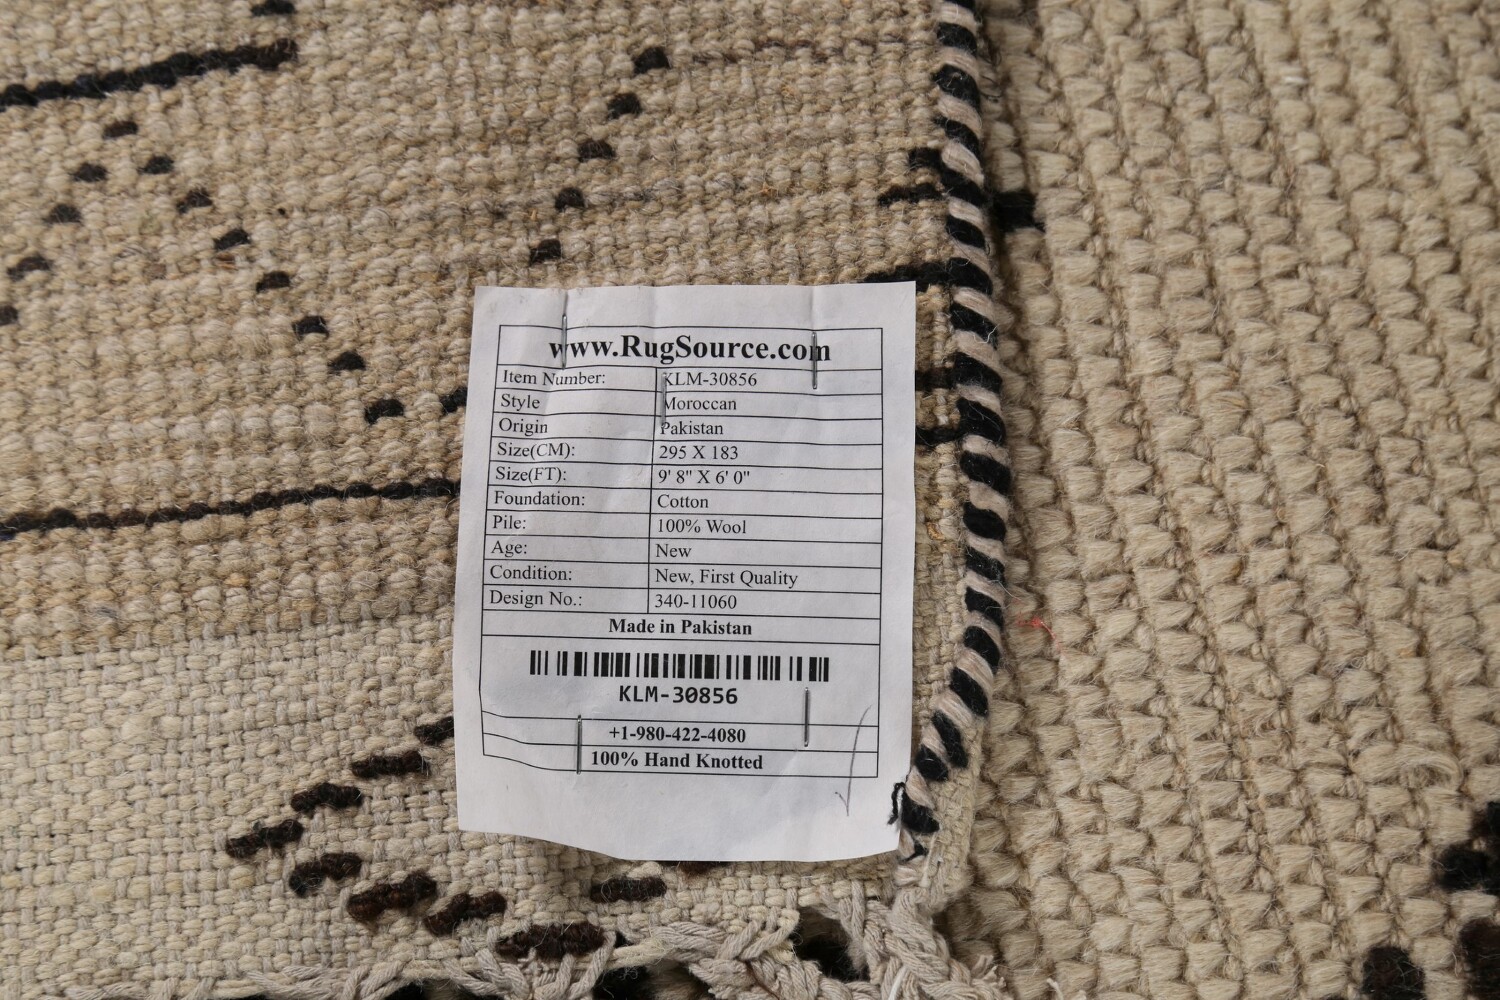 www.RugSource.com
Item Number: KLM-30856
Style Moroccan
Origin Pakistan
Size(CM): 295 X 183
Size(FT): 9' 8" X 6' 0"
Foundation: Cotton
Pile: 100% Wool
Age: New
Condition: New, First Quality
Design No.: 340-11060
Made in Pakistan
KLM-30856
+1-980-422-4080
100% Hand Knotted